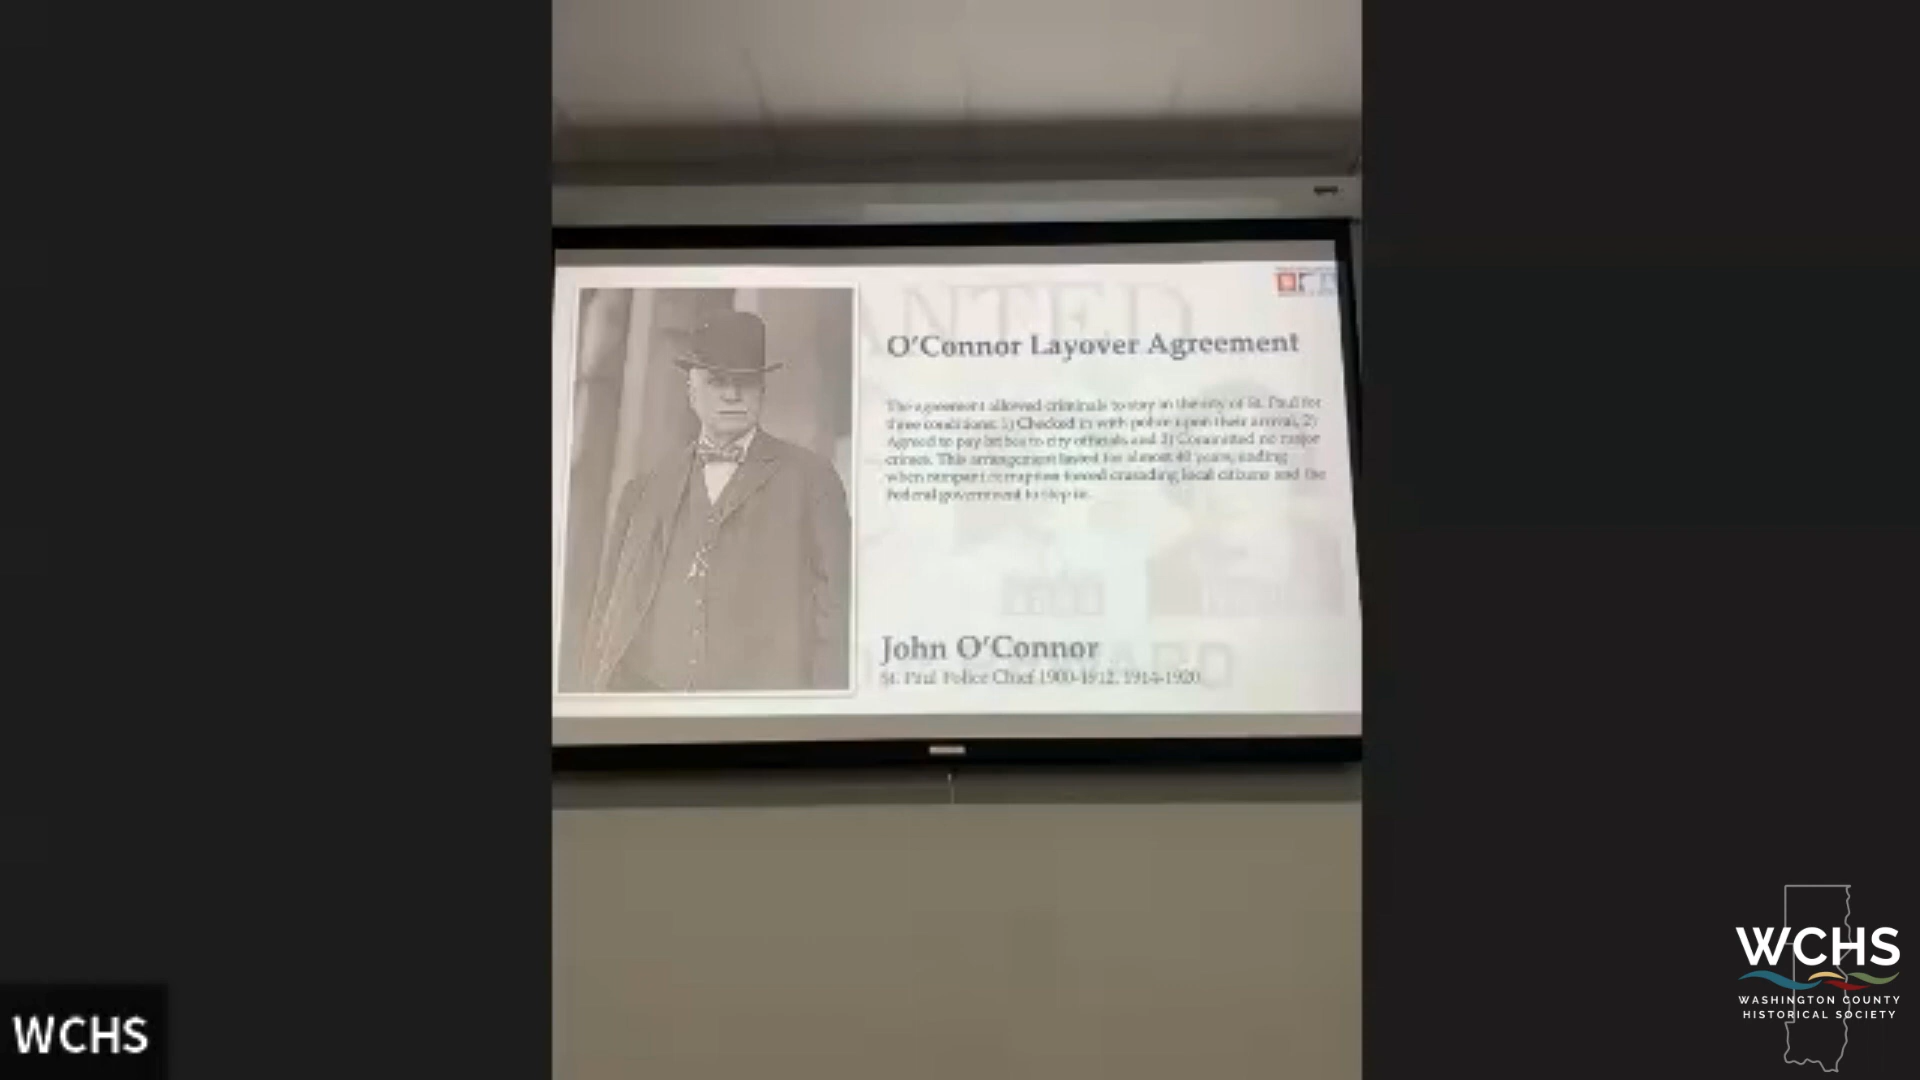 WANTED
O'Connor Layover Agreement
The agreement allowed criminals to stay in the city of St. Paul for
three conditions: 1) Checked in with police upon their arrival, 2)
Agreed to pay bribes to city officials and 3) Committed no major
crimes. This arrangement lasted for almost 40 years, ending
when rampant corruption forced crusading local citizens and the
Federal government to step in.
John O'Connor
St. Paul Police Chief 1900-1912, 1914-1920
WCHS
WCHS
WASHINGTON COUNTY
HISTORICAL SOCIETY